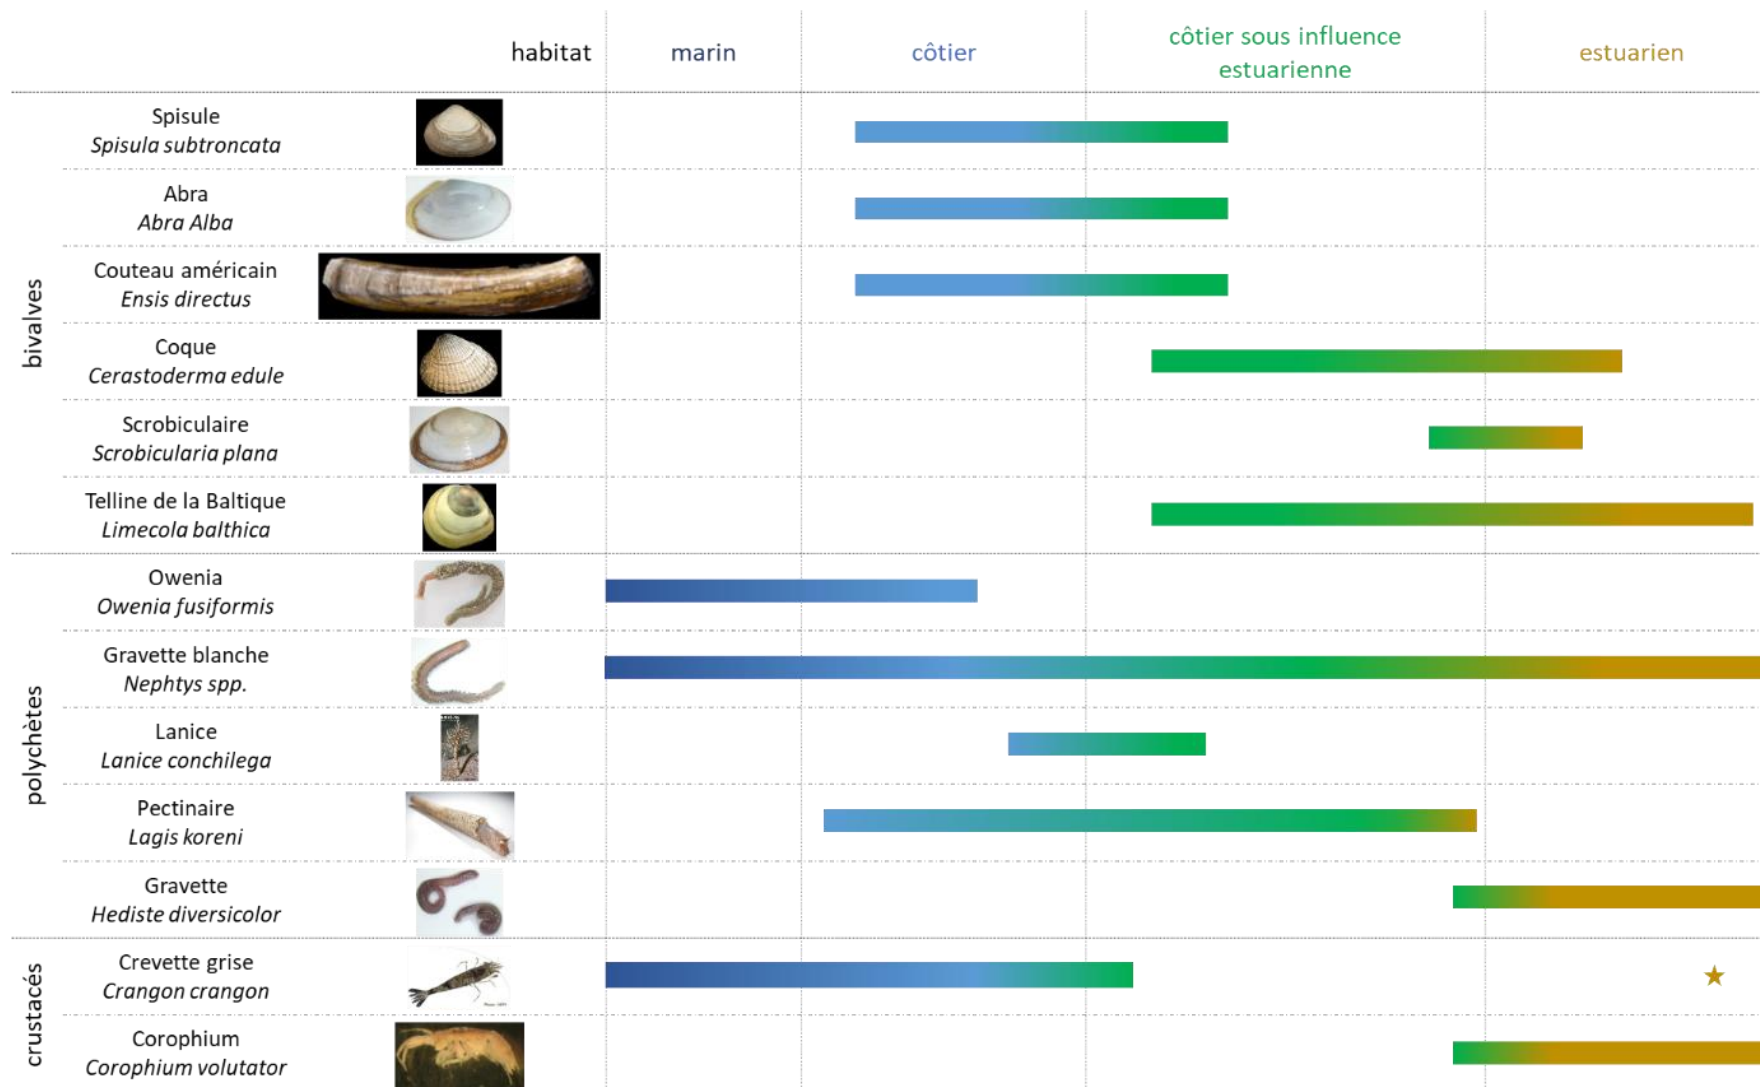 habitat
marin
côtier
côtier sous influence
estuarienne
estuarien
bivalves
Spisule
Spisula subtroncata
Abra
Abra Alba
Couteau américain
Ensis directus
Coque
Cerastoderma edule
Scrobiculaire
Scrobicularia plana
Telline de la Baltique
Limecola balthica
polychètes
Owenia
Owenia fusiformis
Gravette blanche
Nephtys spp.
Lanice
Lanice conchilega
Pectinaire
Lagis koreni
Gravette
Hediste diversicolor
crustacés
Crevette grise
Crangon crangon
Corophium
Corophium volutator